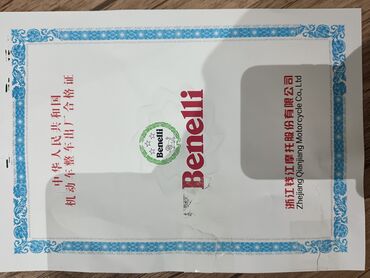 中华人民共和国
机动车整车出厂合格证
Benelli
Benelli
浙江钱江摩托股份有限公司
Zhejiang Qianjiang Motorcycle Co., Ltd